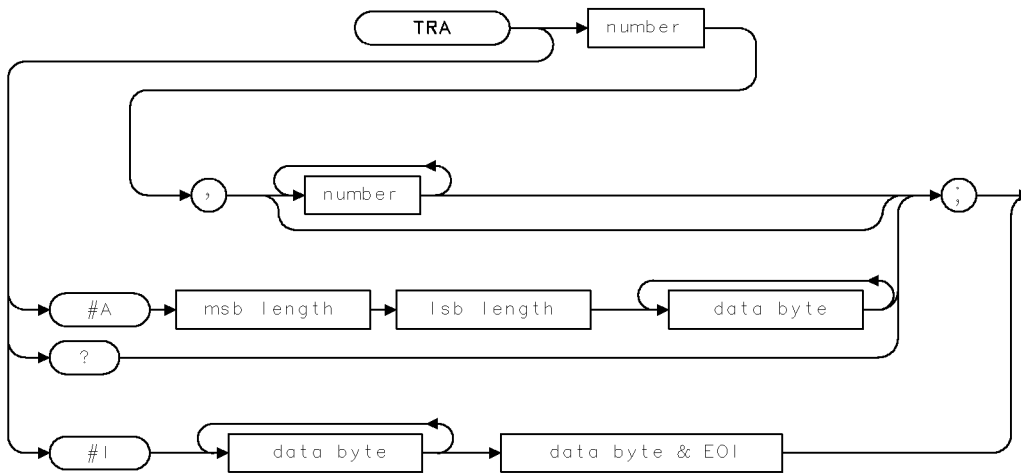 TRA
number
,
number
;
#A
msb length
lsb length
data byte
?
#I
data byte
data byte & EOI